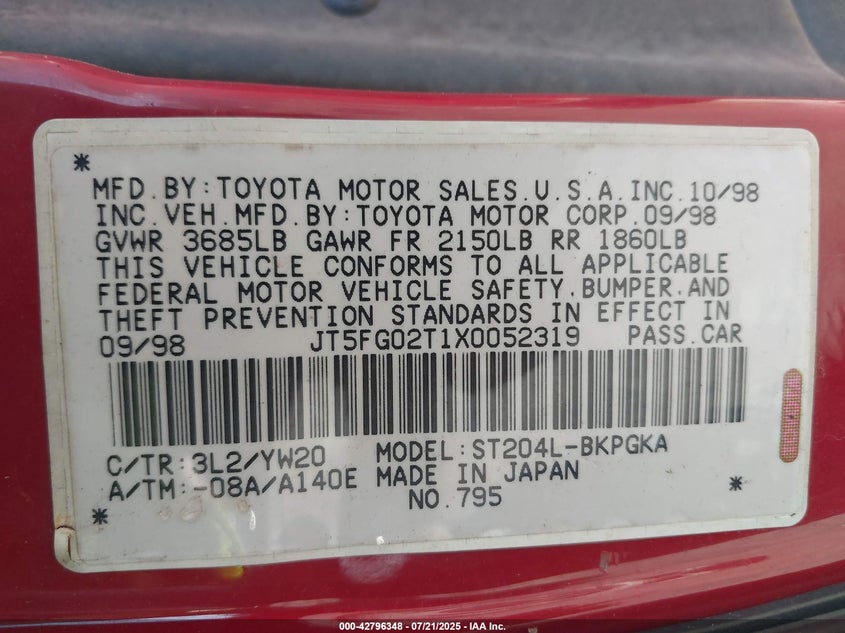 *
MFD.BY:TOYOTA MOTOR SALES.U.S.A.INC.10/98
INC.VEH.MFD.BY:TOYOTA MOTOR CORP.09/98
GVWR 3685LB GAWR FR 2150LB RR 1860LB
THIS VEHICLE CONFORMS TO ALL APPLICABLE
FEDERAL MOTOR VEHICLE SAFETY.BUMPER.AND
THEFT PREVENTION STANDARDS IN EFFECT IN
09/98 JT5FG02T1X0052319 PASS.CAR
C/TR:3L2/YW20 MODEL:ST204L-BKPGKA
A/TM:-08A/A140E MADE IN JAPAN
* NO.795 *
000-42796348 - 07/21/2025 - IAA Inc.